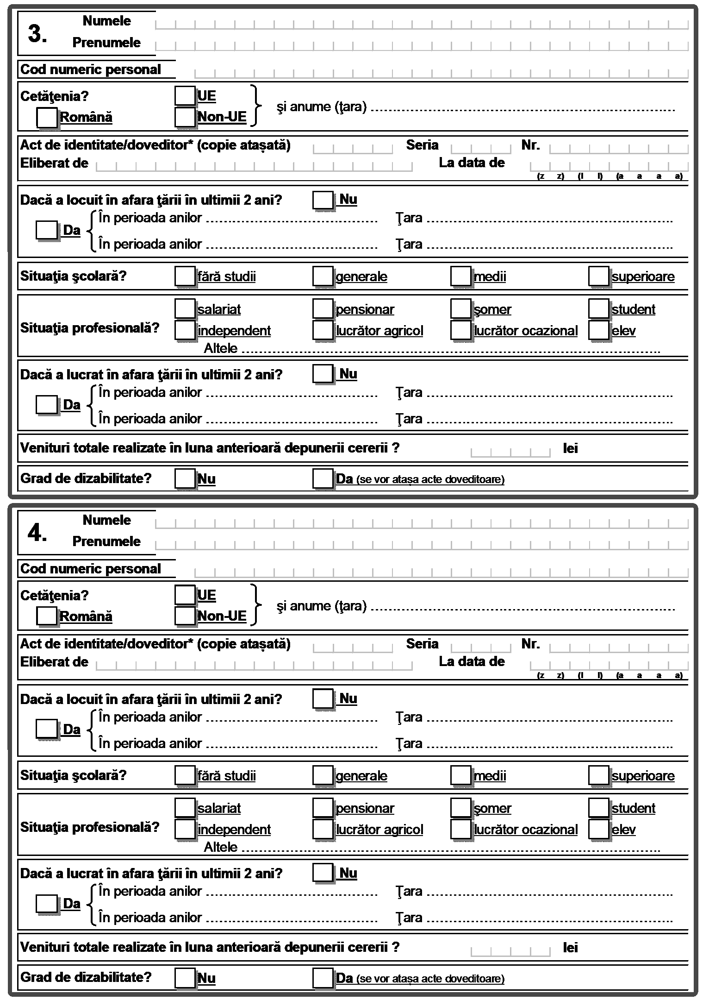 3. Numele
Prenumele
Cod numeric personal
Cetăţenia? UE
Română Non-UE şi anume (ţara) ........................................
Act de identitate/doveditor* (copie atașată) Seria Nr.
Eliberat de La data de
(z z) (l l) (a a a a)
Dacă a locuit în afara ţării în ultimii 2 ani? Nu
Da În perioada anilor ........................................ Ţara ........................................
În perioada anilor ........................................ Ţara ........................................
Situaţia şcolară? fără studii generale medii superioare
salariat pensionar şomer student
Situaţia profesională? independent lucrător agricol lucrător ocazional elev
Altele ........................................
Dacă a lucrat în afara ţării în ultimii 2 ani? Nu
Da În perioada anilor ........................................ Ţara ........................................
În perioada anilor ........................................ Ţara ........................................
Venituri totale realizate în luna anterioară depunerii cererii ? lei
Grad de dizabilitate? Nu Da (se vor atașa acte doveditoare)
4. Numele
Prenumele
Cod numeric personal
Cetăţenia? UE
Română Non-UE şi anume (ţara) ........................................
Act de identitate/doveditor* (copie atașată) Seria Nr.
Eliberat de La data de
(z z) (l l) (a a a a)
Dacă a locuit în afara ţării în ultimii 2 ani? Nu
Da În perioada anilor ........................................ Ţara ........................................
În perioada anilor ........................................ Ţara ........................................
Situaţia şcolară? fără studii generale medii superioare
salariat pensionar şomer student
Situaţia profesională? independent lucrător agricol lucrător ocazional elev
Altele ........................................
Dacă a lucrat în afara ţării în ultimii 2 ani? Nu
Da În perioada anilor ........................................ Ţara ........................................
În perioada anilor ........................................ Ţara ........................................
Venituri totale realizate în luna anterioară depunerii cererii ? lei
Grad de dizabilitate? Nu Da (se vor atașa acte doveditoare)